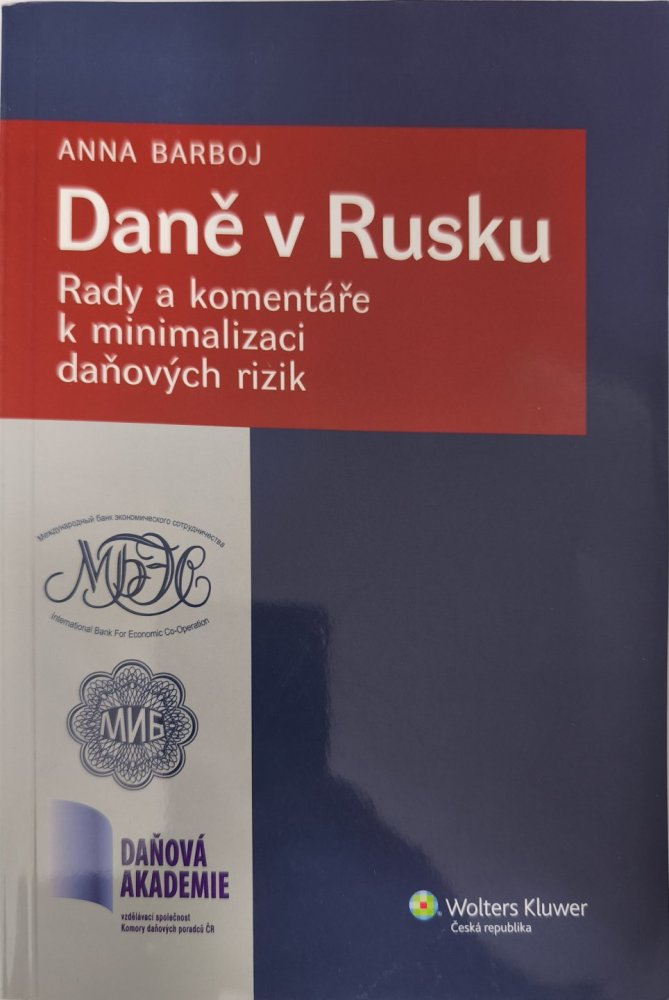 ANNA BARBOJ
Daně v Rusku
Rady a komentáře
k minimalizaci
daňových rizik
Международный банк экономического сотрудничества
МБЭС
International Bank For Economic Co-Operation
МИБ
DAŇOVÁ
AKADEMIE
vzdělávací společnost
Komory daňových poradců ČR
Wolters Kluwer
Česká republika